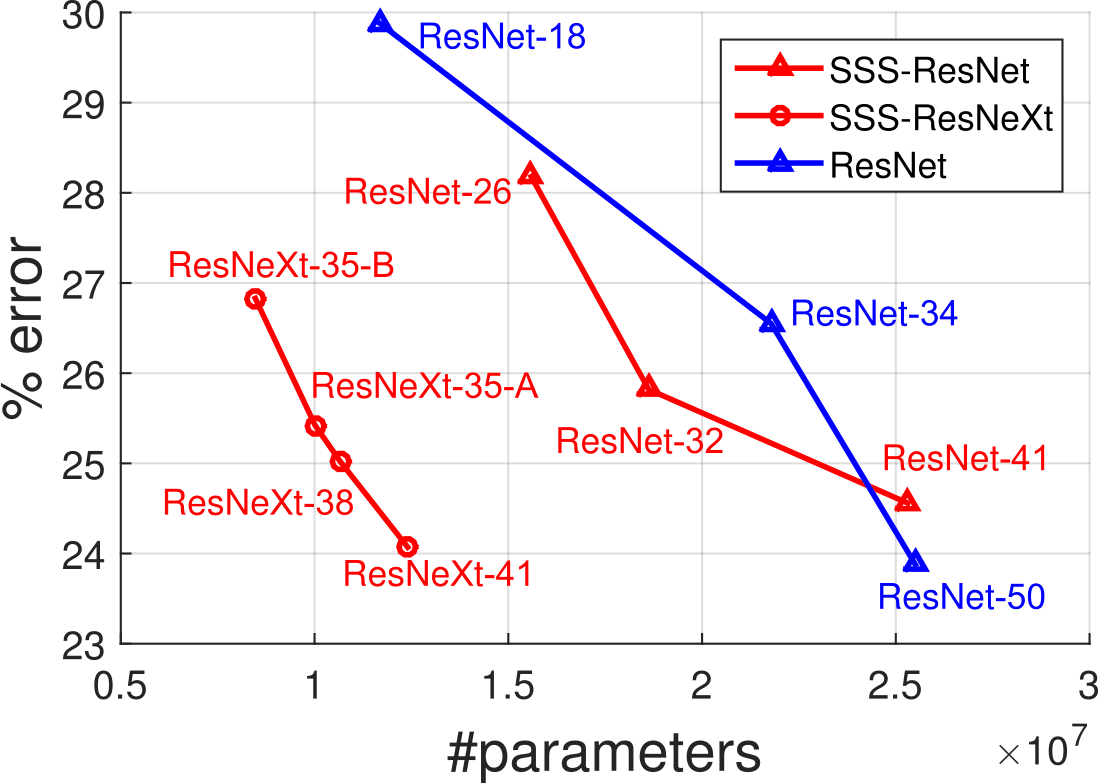 30
29
28
27
26
25
24
23
% error
ResNet-18
SSS-ResNet
SSS-ResNeXt
ResNet
ResNet-26
ResNeXt-35-B
ResNet-34
ResNeXt-35-A
ResNet-32
ResNet-41
ResNeXt-38
ResNeXt-41
ResNet-50
0.5 1 1.5 2 2.5 3
#parameters
×10⁷